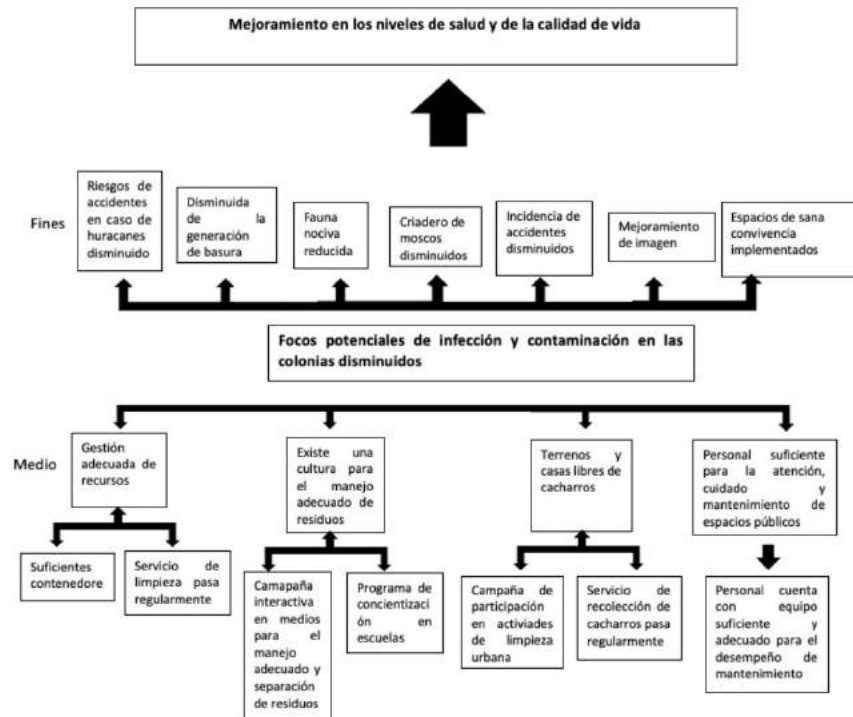 Mejoramiento en los niveles de salud y de la calidad de vida
Fines
Riesgos de
accidentes
en caso de
huracanes
disminuido
Disminuida
de la
generación
de basura
Fauna
nociva
reducida
Criadero de
moscos
disminuidos
Incidencia de
accidentes
disminuidos
Mejoramiento
de imagen
Espacios de sana
convivencia
implementados
Focos potenciales de infección y contaminación en las
colonias disminuidos
Medio
Gestión
adecuada de
recursos
Existe una
cultura para
el manejo
adecuado de
residuos
Terrenos y
casas libres de
cacharros
Personal suficiente
para la atención,
cuidado y
mantenimiento de
espacios públicos
Suficientes
contenedore
Servicio de
limpieza pasa
regularmente
Camapaña
interactiva
en medios
para el
manejo
adecuado y
separación
de residuos
Programa de
concientizaci
ón en
escuelas
Campaña de
participación
en activiades
de limpieza
urbana
Servicio de
recolección de
cacharros pasa
regularmente
Personal cuenta
con equipo
suficiente y
adecuado para el
desempeño de
mantenimiento